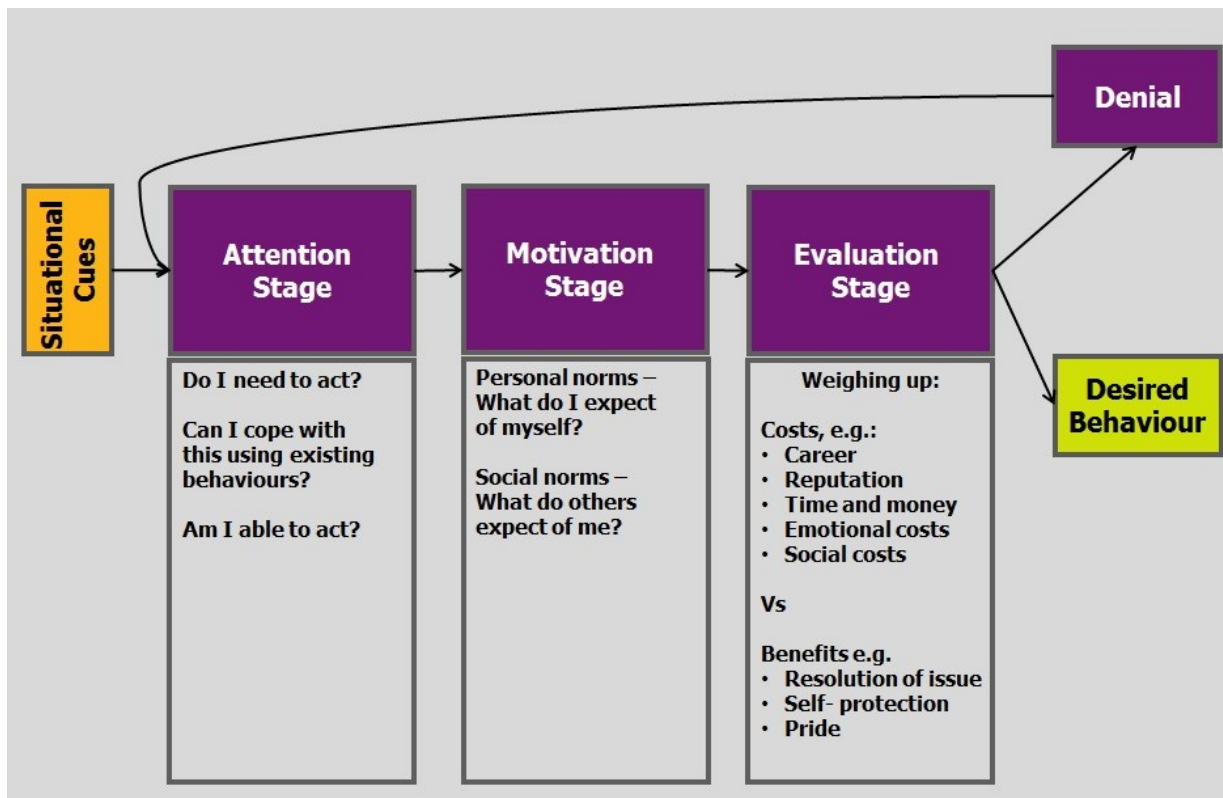 Denial
Situational
Cues
Attention
Stage
Motivation
Stage
Evaluation
Stage
Desired
Behaviour
Do I need to act?
Can I cope with
this using existing
behaviours?
Am I able to act?
Personal norms –
What do I expect
of myself?
Social norms –
What do others
expect of me?
Weighing up:
Costs, e.g.:
• Career
• Reputation
• Time and money
• Emotional costs
• Social costs
Vs
Benefits e.g.
• Resolution of issue
• Self- protection
• Pride